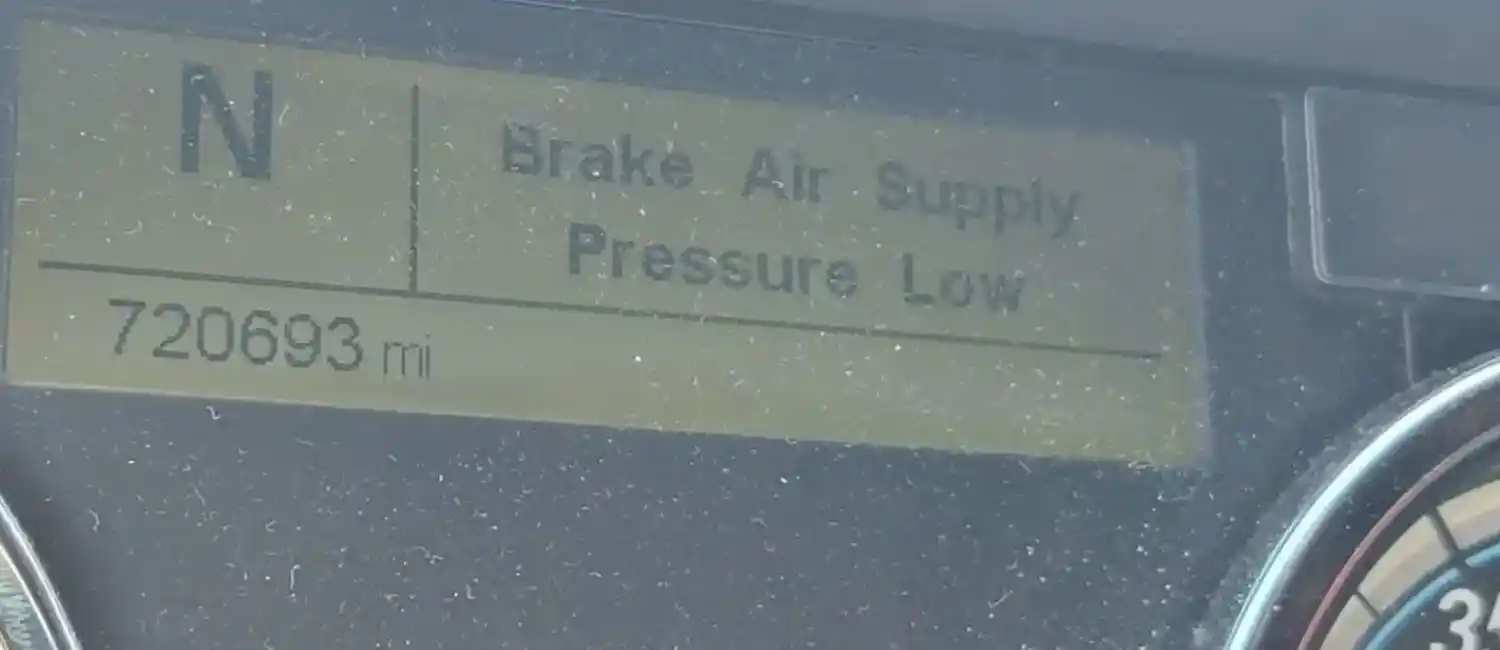 N
Brake Air Supply
Pressure Low
720693 mi